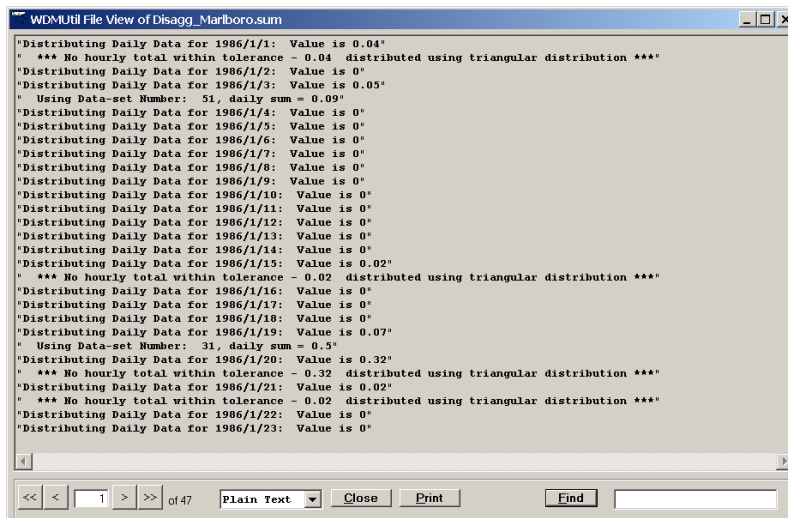 WDMUtil File View of Disagg_Marlboro.sum
"Distributing Daily Data for 1986/1/1:  Value is 0.04"
"  *** No hourly total within tolerance - 0.04  distributed using triangular distribution ***"
"Distributing Daily Data for 1986/1/2:  Value is 0"
"Distributing Daily Data for 1986/1/3:  Value is 0.05"
"  Using Data-set Number:  51, daily sum = 0.09"
"Distributing Daily Data for 1986/1/4:  Value is 0"
"Distributing Daily Data for 1986/1/5:  Value is 0"
"Distributing Daily Data for 1986/1/6:  Value is 0"
"Distributing Daily Data for 1986/1/7:  Value is 0"
"Distributing Daily Data for 1986/1/8:  Value is 0"
"Distributing Daily Data for 1986/1/9:  Value is 0"
"Distributing Daily Data for 1986/1/10:  Value is 0"
"Distributing Daily Data for 1986/1/11:  Value is 0"
"Distributing Daily Data for 1986/1/12:  Value is 0"
"Distributing Daily Data for 1986/1/13:  Value is 0"
"Distributing Daily Data for 1986/1/14:  Value is 0"
"Distributing Daily Data for 1986/1/15:  Value is 0.02"
"  *** No hourly total within tolerance - 0.02  distributed using triangular distribution ***"
"Distributing Daily Data for 1986/1/16:  Value is 0"
"Distributing Daily Data for 1986/1/17:  Value is 0"
"Distributing Daily Data for 1986/1/18:  Value is 0"
"Distributing Daily Data for 1986/1/19:  Value is 0.07"
"  Using Data-set Number:  31, daily sum = 0.5"
"Distributing Daily Data for 1986/1/20:  Value is 0.32"
"  *** No hourly total within tolerance - 0.32  distributed using triangular distribution ***"
"Distributing Daily Data for 1986/1/21:  Value is 0.02"
"  *** No hourly total within tolerance - 0.02  distributed using triangular distribution ***"
"Distributing Daily Data for 1986/1/22:  Value is 0"
"Distributing Daily Data for 1986/1/23:  Value is 0"
<< < 1 > >> of 47 Plain Text Close Print Find